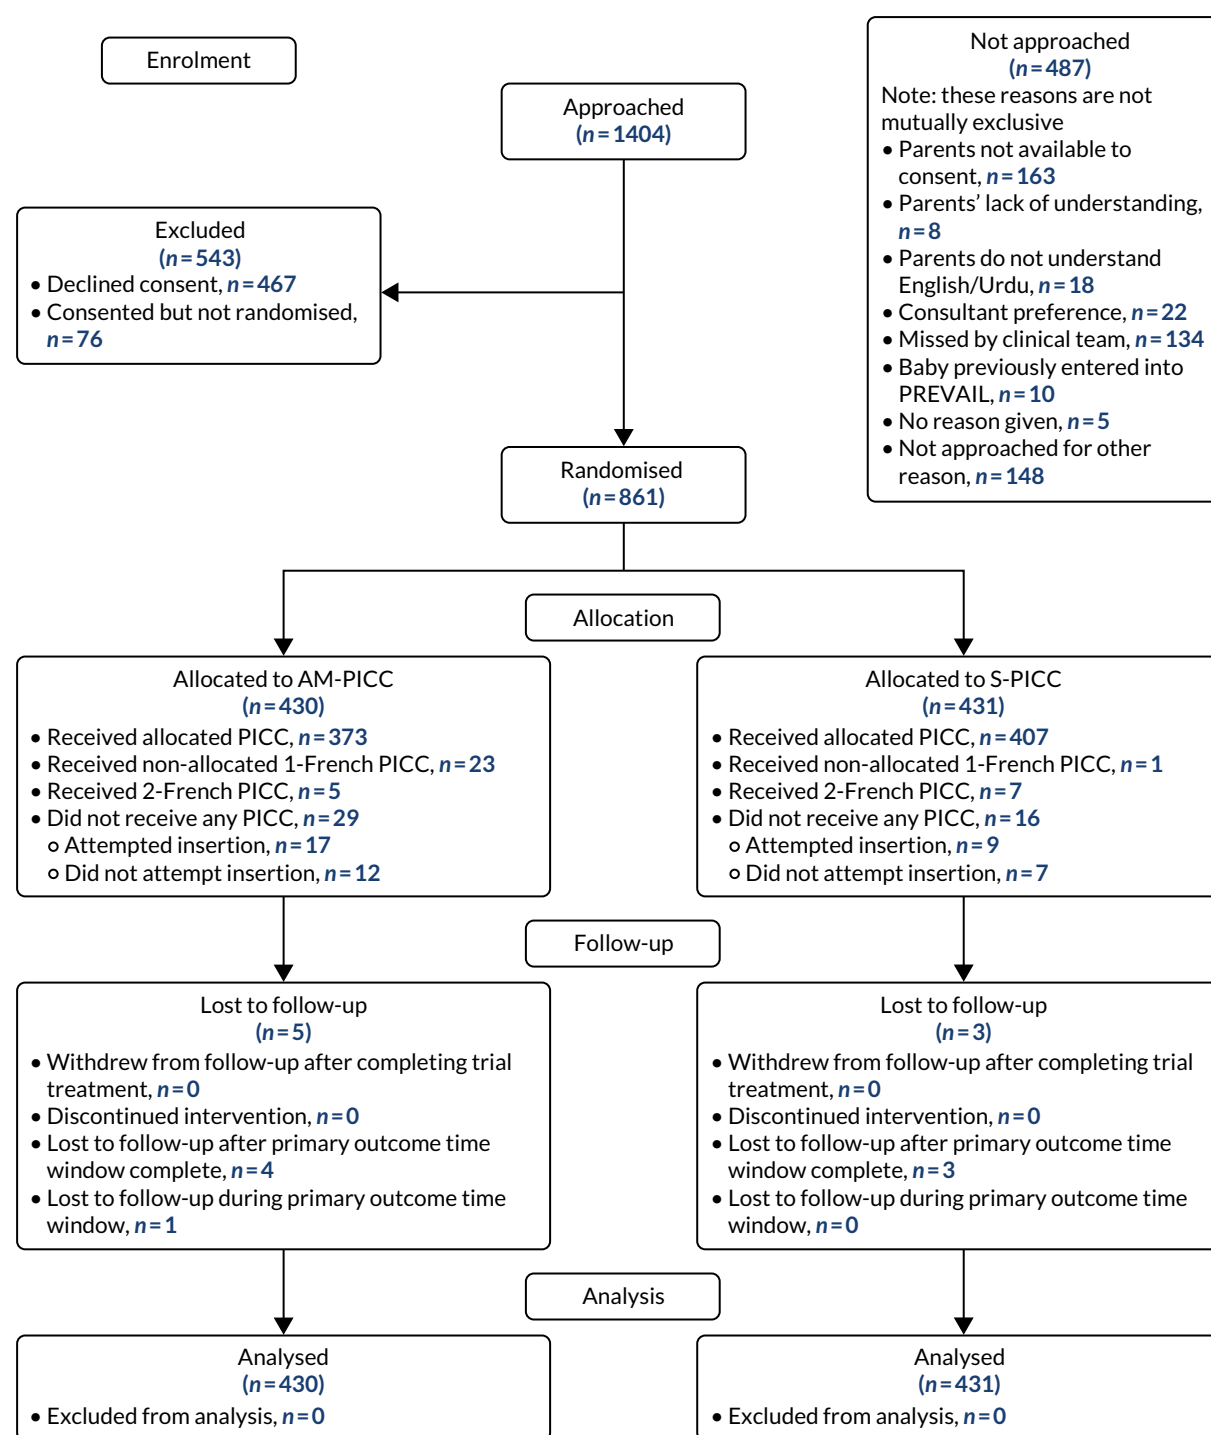 Enrolment
Approached
(n=1404)
Not approached
(n=487)
Note: these reasons are not
mutually exclusive
• Parents not available to
consent, n=163
• Parents' lack of understanding,
n=8
• Parents do not understand
English/Urdu, n=18
• Consultant preference, n=22
• Missed by clinical team, n=134
• Baby previously entered into
PREVAIL, n=10
• No reason given, n=5
• Not approached for other
reason, n=148
Excluded
(n=543)
• Declined consent, n=467
• Consented but not randomised,
n=76
Randomised
(n=861)
Allocation
Allocated to AM-PICC
(n=430)
• Received allocated PICC, n=373
• Received non-allocated 1-French PICC, n=23
• Received 2-French PICC, n=5
• Did not receive any PICC, n=29
o Attempted insertion, n=17
o Did not attempt insertion, n=12
Allocated to S-PICC
(n=431)
• Received allocated PICC, n=407
• Received non-allocated 1-French PICC, n=1
• Received 2-French PICC, n=7
• Did not receive any PICC, n=16
o Attempted insertion, n=9
o Did not attempt insertion, n=7
Follow-up
Lost to follow-up
(n=5)
• Withdrew from follow-up after completing trial
treatment, n=0
• Discontinued intervention, n=0
• Lost to follow-up after primary outcome time
window complete, n=4
• Lost to follow-up during primary outcome time
window, n=1
Lost to follow-up
(n=3)
• Withdrew from follow-up after completing trial
treatment, n=0
• Discontinued intervention, n=0
• Lost to follow-up after primary outcome time
window complete, n=3
• Lost to follow-up during primary outcome time
window, n=0
Analysis
Analysed
(n=430)
• Excluded from analysis, n=0
Analysed
(n=431)
• Excluded from analysis, n=0